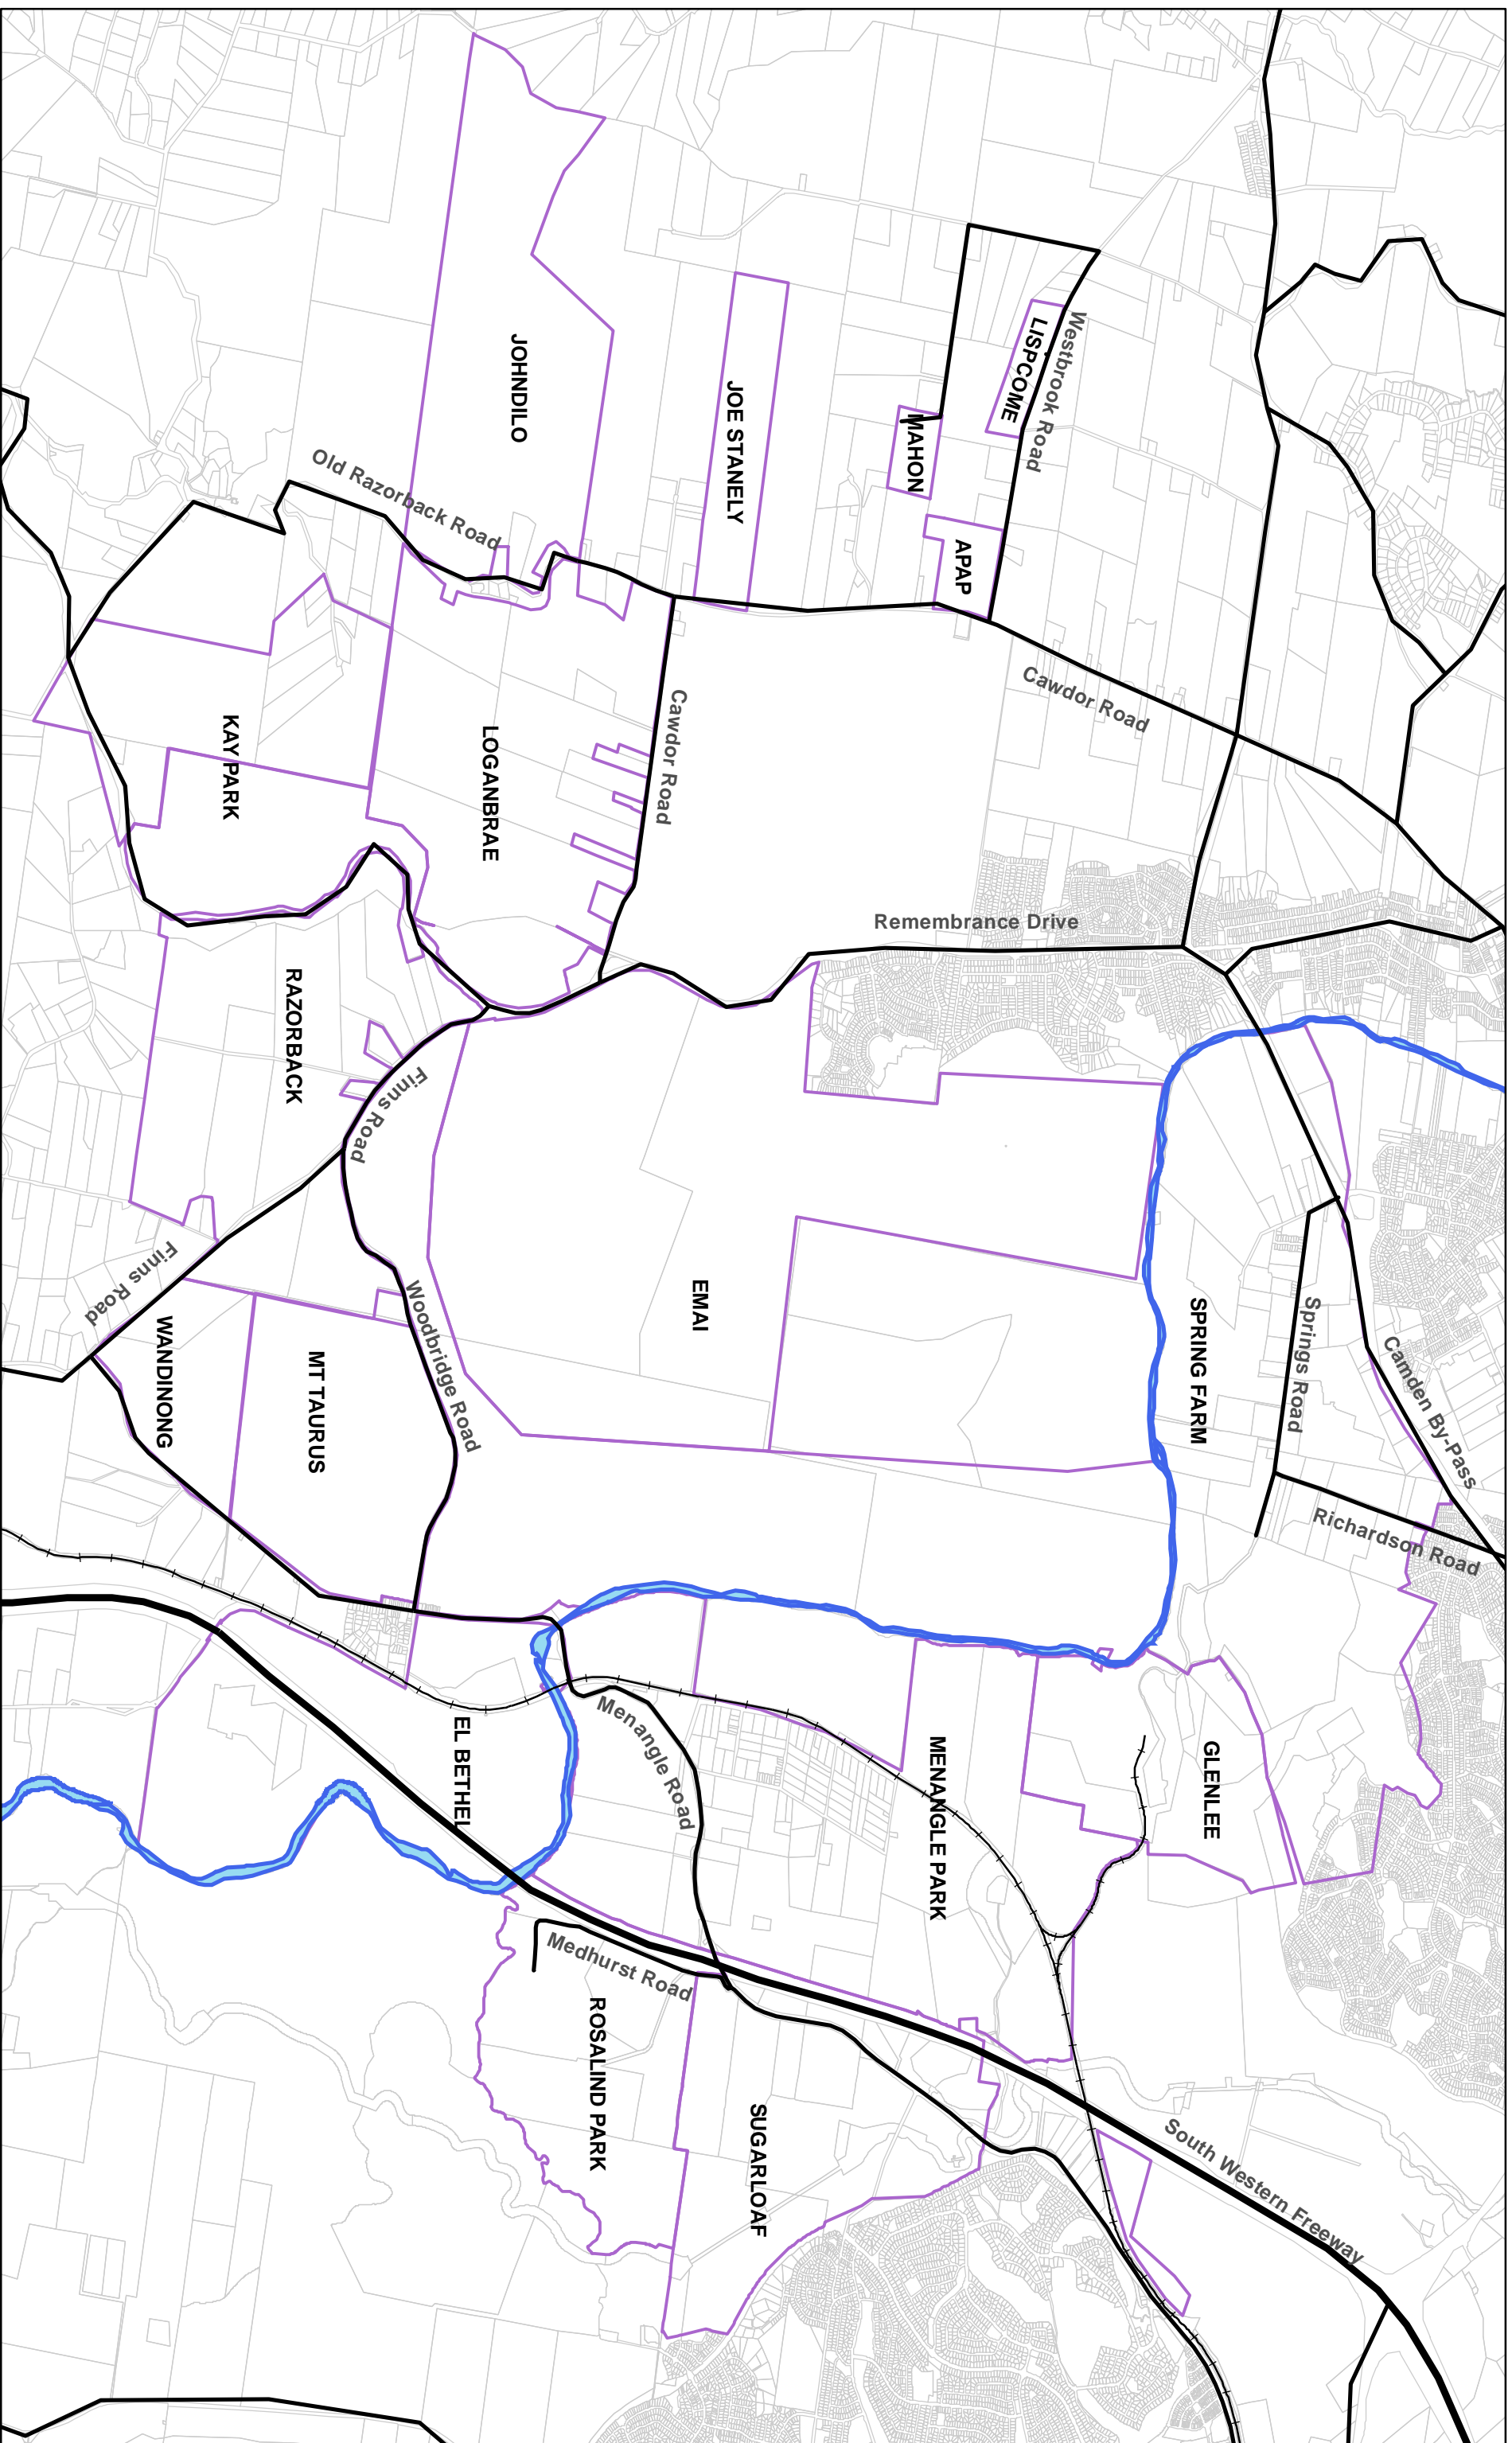 JOHNDILO
JOE STANELY
LISPCOME
MAHON
APAP
Westbrook Road
Old Razorback Road
Cawdor Road
Cawdor Road
KAY PARK
LOGANBRAE
Remembrance Drive
RAZORBACK
Finns Road
Finns Road
EMAI
SPRING FARM
Springs Road
Camden By-Pass
Richardson Road
Woodbridge Road
WANDINONG
MT TAURUS
EL BETHEL
Menangle Road
MENANGLE PARK
GLENLEE
Medhurst Road
ROSALIND PARK
SUGARLOAF
South Western Freeway